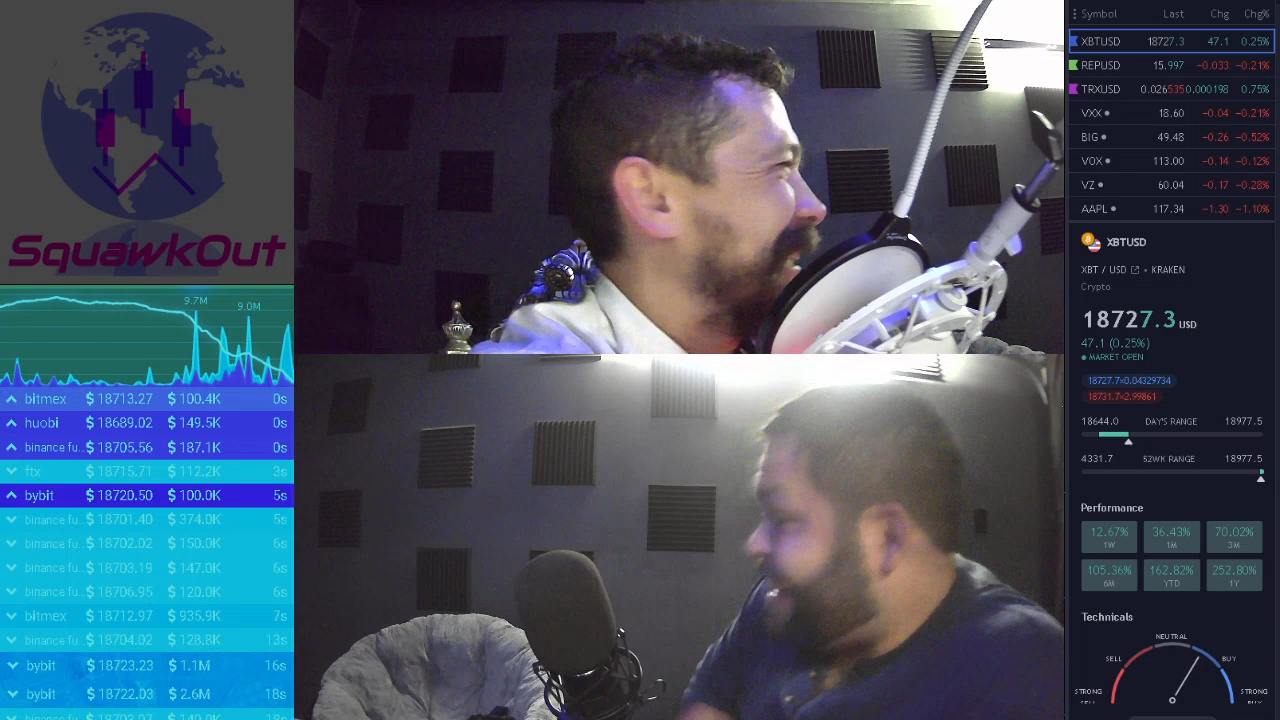 SquawkOut
9.7M
9.0M
bitmex $ 18713.27 $ 100.4K 0s
huobi $ 18689.02 $ 149.5K 0s
binance fu.. $ 18705.56 $ 187.1K 0s
ftx $ 18715.71 $ 112.2K 3s
bybit $ 18720.50 $ 100.0K 5s
binance fu.. $ 18701.40 $ 374.0K 5s
binance fu.. $ 18702.02 $ 150.0K 6s
binance fu.. $ 18703.19 $ 147.0K 6s
binance fu.. $ 18706.95 $ 120.0K 6s
bitmex $ 18712.97 $ 935.9K 7s
binance fu.. $ 18704.02 $ 128.8K 13s
bybit $ 18723.23 $ 1.1M 16s
bybit $ 18722.03 $ 2.6M 18s
Symbol Last Chg Chg%
XBTUSD 18727.3 47.1 0.25%
REPUSD 15.997 −0.033 −0.21%
TRXUSD 0.026535 0.000198 0.75%
VXX 18.60 −0.04 −0.21%
BIG 49.48 −0.26 −0.52%
VOX 113.00 −0.14 −0.12%
VZ 60.04 −0.17 −0.28%
AAPL 117.34 −1.30 −1.10%
XBTUSD
XBT / USD • KRAKEN
Crypto
18727.3 USD
47.1 (0.25%)
MARKET OPEN
18727.7×0.04329734
18731.7×2.99861
18644.0 DAY'S RANGE 18977.5
4331.7 52WK RANGE 18977.5
Performance
12.67% 36.43% 70.02%
1W 1M 3M
105.36% 162.82% 252.80%
6M YTD 1Y
Technicals
NEUTRAL
SELL BUY
STRONG STRONG